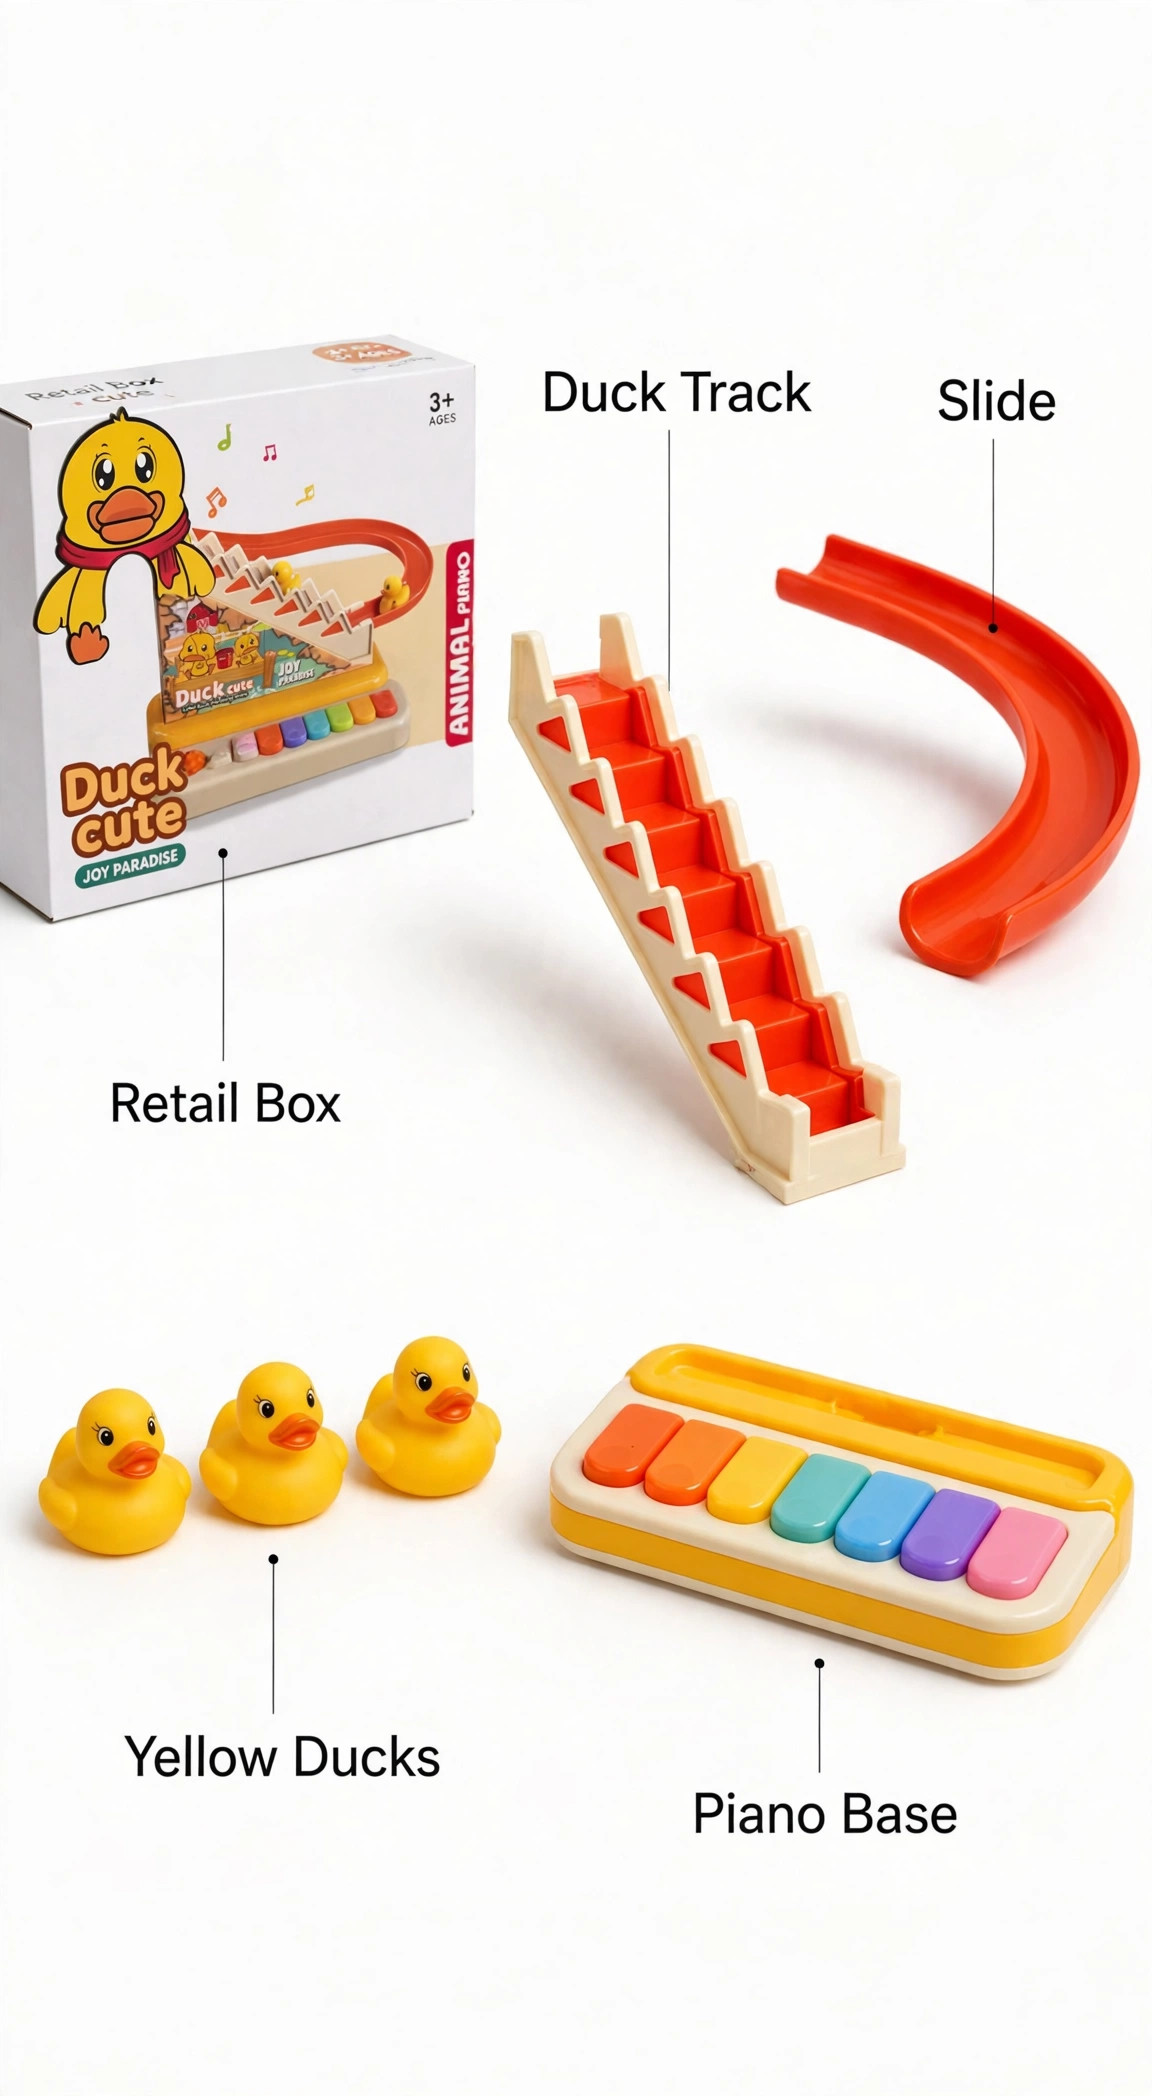 Retail Box
cute
3+
AGES
Duck Track
Slide
ANIMAL PIANO
JOY
PARADISE
Duck cute
Duck
cute
JOY PARADISE
Retail Box
Yellow Ducks
Piano Base